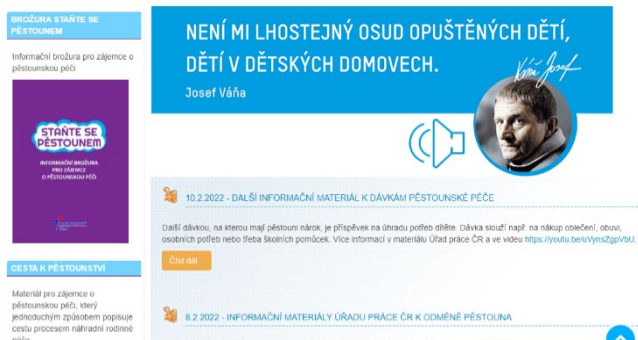 BROŽURA STAŇTE SE
PĚSTOUNEM
Informační brožura pro zájemce o
pěstounskou péči
STAŇTE SE
PĚSTOUNEM
INFORMAČNÍ BROŽURA
PRO ZÁJEMCE
O PĚSTOUNSKOU PÉČI
CESTA K PĚSTOUNSTVÍ
Materiál pro zájemce o
pěstounskou péči, který
jednoduchým způsobem popisuje
cestu procesem náhradní rodinné
péče
NENÍ MI LHOSTEJNÝ OSUD OPUŠTĚNÝCH DĚTÍ,
DĚTÍ V DĚTSKÝCH DOMOVECH.
Josef Váňa
Váňa Josef
10.2.2022 - DALŠÍ INFORMAČNÍ MATERIÁL K DÁVKÁM PĚSTOUNSKÉ PÉČE
Další dávkou, na kterou mají pěstouni nárok, je příspěvek na úhradu potřeb dítěte. Dávka slouží např. na nákup oblečení, obuvi,
osobních potřeb nebo třeba školních pomůcek. Více informací v materiálu Úřad práce ČR a ve videu https://youtu.be/uVynsZgpVbU.
Číst dál...
8.2.2022 - INFORMAČNÍ MATERIÁLY ÚŘADU PRÁCE ČR K ODMĚNĚ PĚSTOUNA